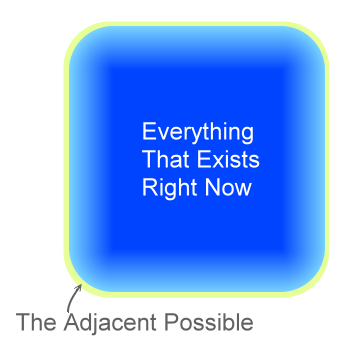 Everything
That Exists
Right Now
The Adjacent Possible